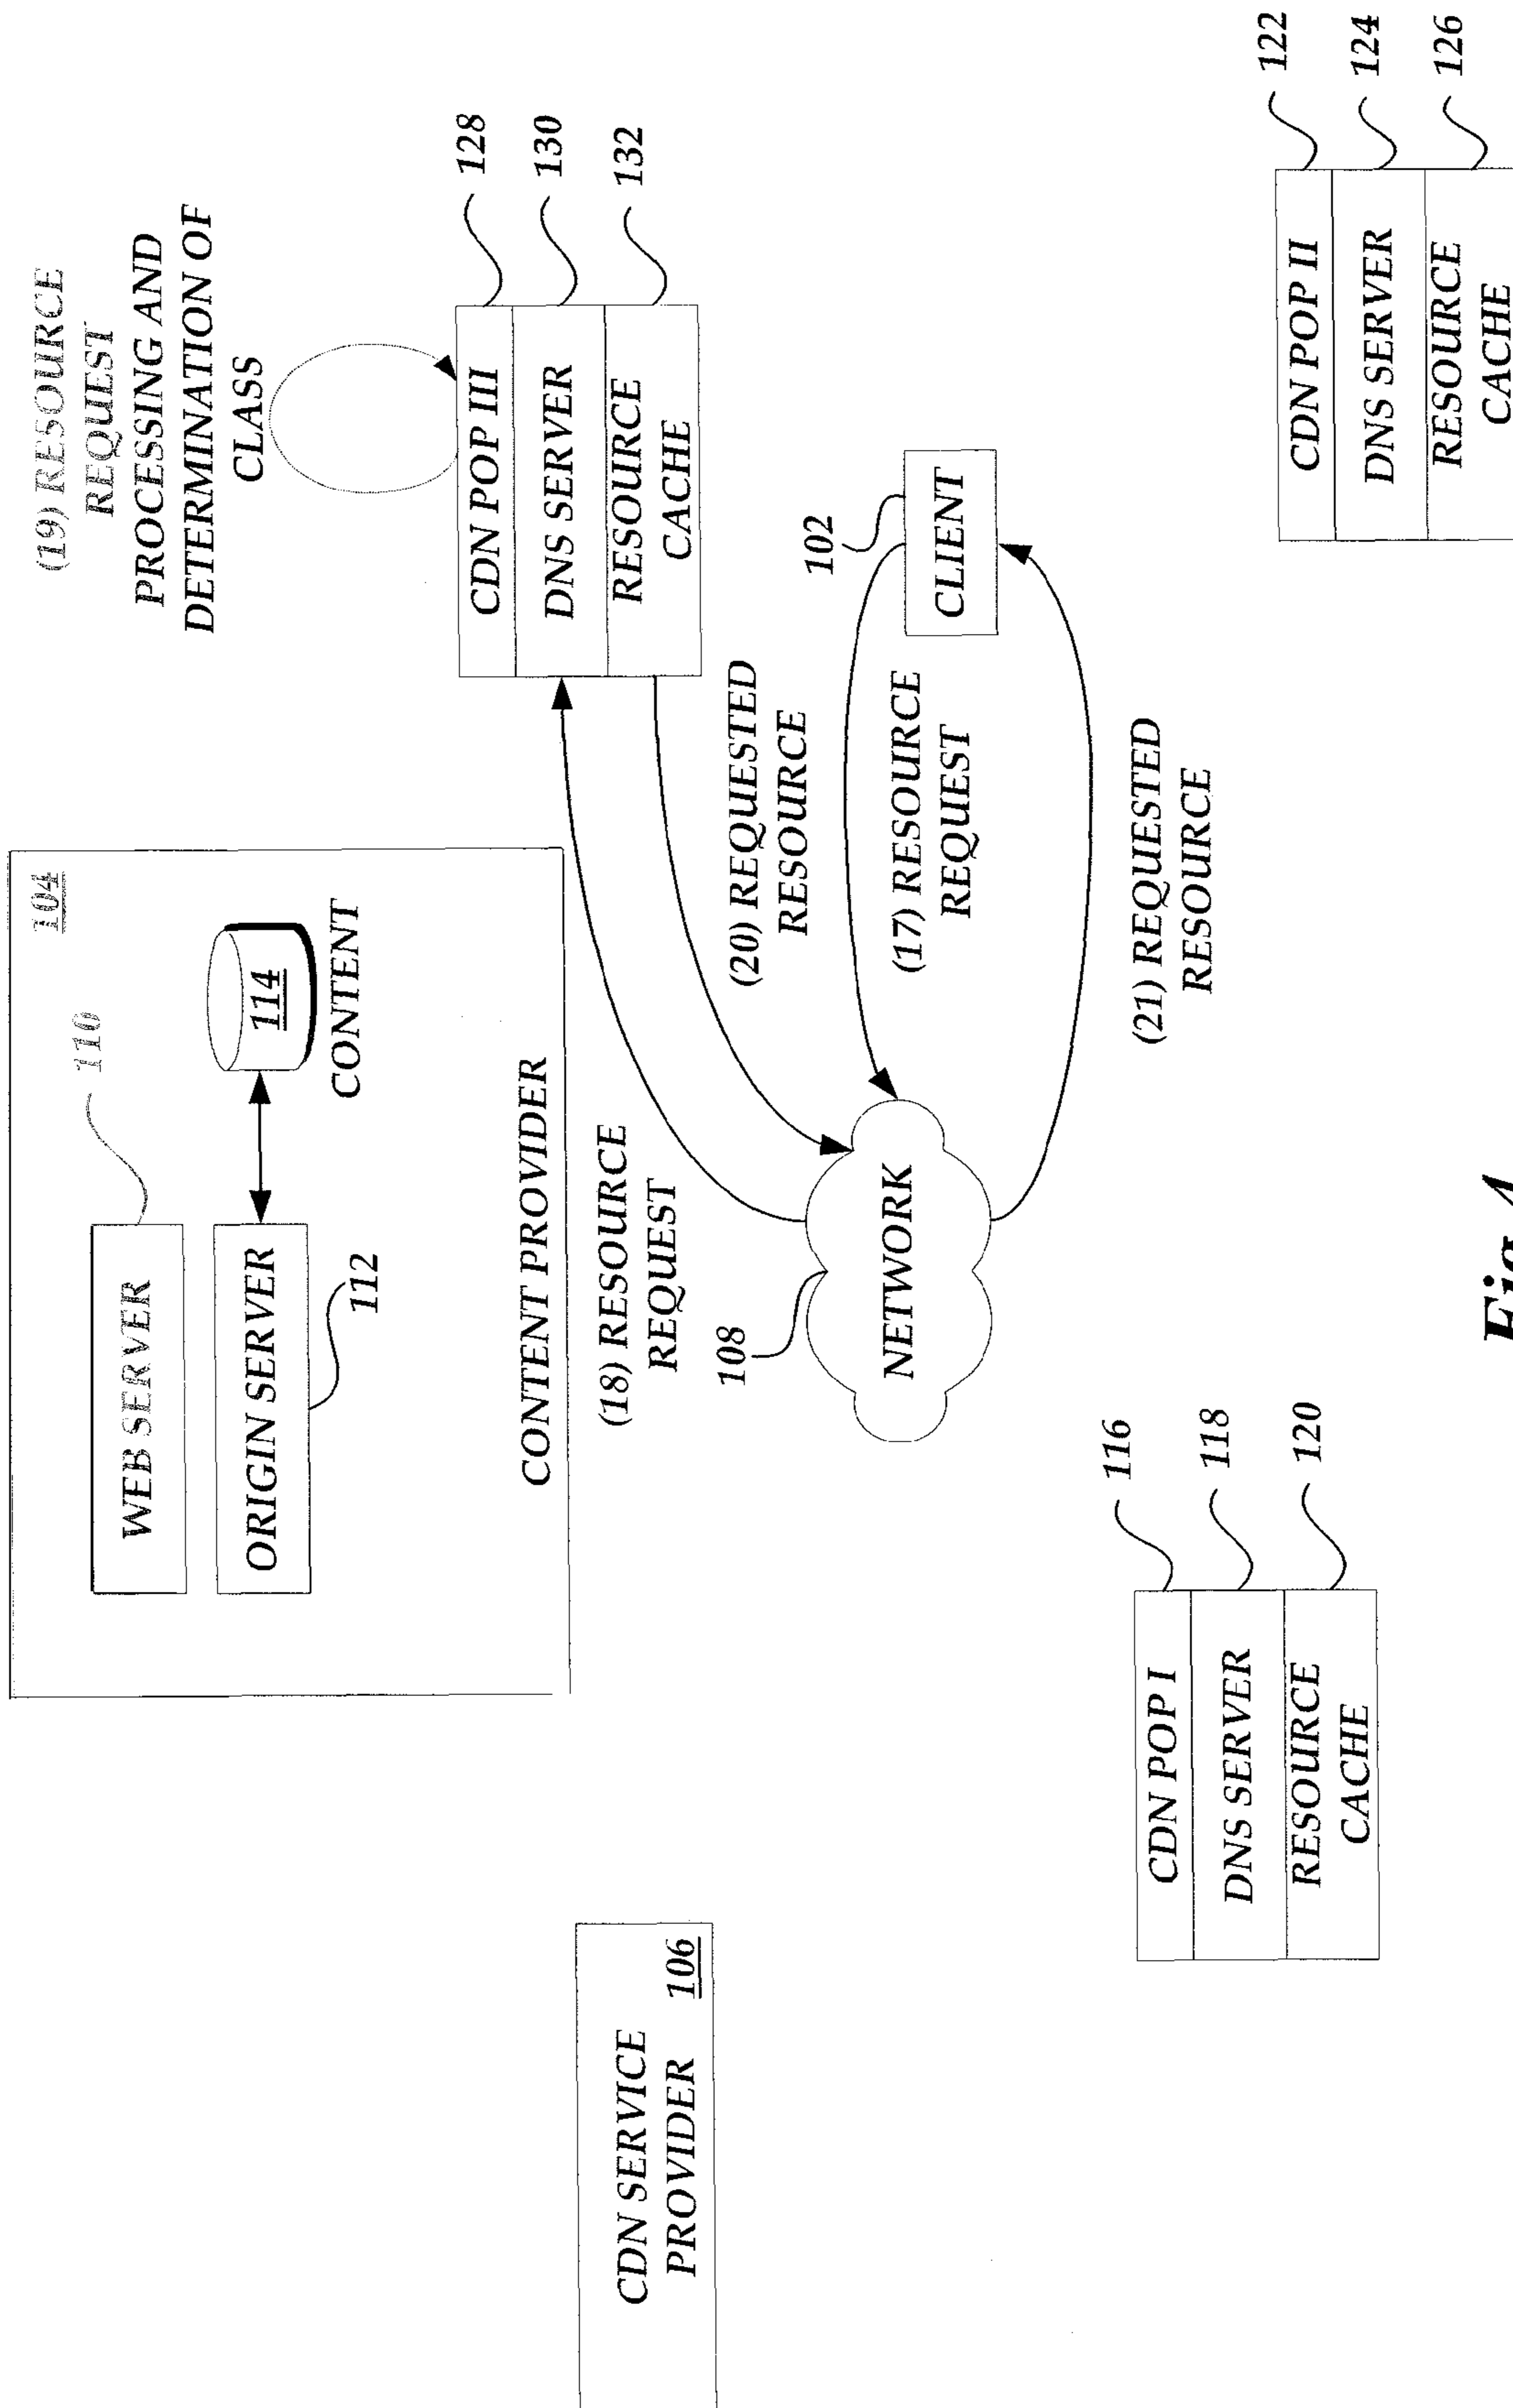 104
WEB SERVER
110
ORIGIN SERVER
112
114
CONTENT
CONTENT PROVIDER
(19) RESOURCE
REQUEST
PROCESSING AND
DETERMINATION OF
CLASS
CDN POP III
DNS SERVER
RESOURCE
CACHE
128
130
132
CDN SERVICE
PROVIDER 106
(18) RESOURCE
REQUEST
108
NETWORK
(20) REQUESTED
RESOURCE
(17) RESOURCE
REQUEST
102
CLIENT
(21) REQUESTED
RESOURCE
CDN POP I
DNS SERVER
RESOURCE
CACHE
116
118
120
CDN POP II
DNS SERVER
RESOURCE
CACHE
122
124
126
Fig. 4.